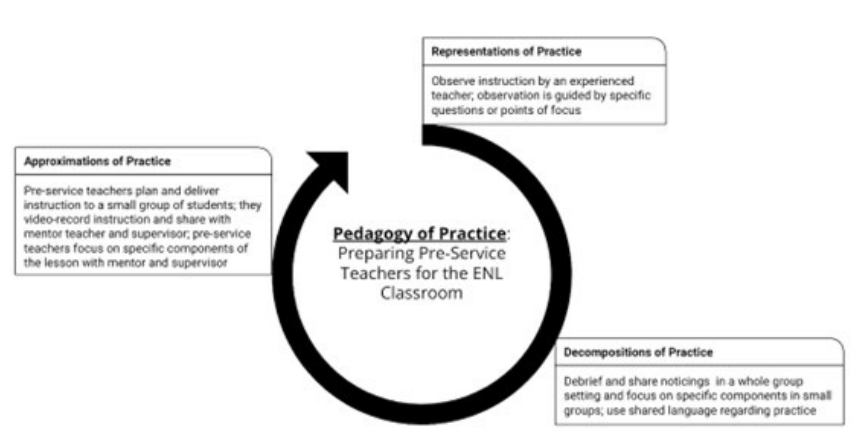 Representations of Practice
Observe instruction by an experienced
teacher; observation is guided by specific
questions or points of focus
Approximations of Practice
Pre-service teachers plan and deliver
instruction to a small group of students; they
video-record instruction and share with
mentor teacher and supervisor; pre-service
teachers focus on specific components of
the lesson with mentor and supervisor
Pedagogy of Practice:
Preparing Pre-Service
Teachers for the ENL
Classroom
Decompositions of Practice
Debrief and share noticings in a whole group
setting and focus on specific components in small
groups; use shared language regarding practice